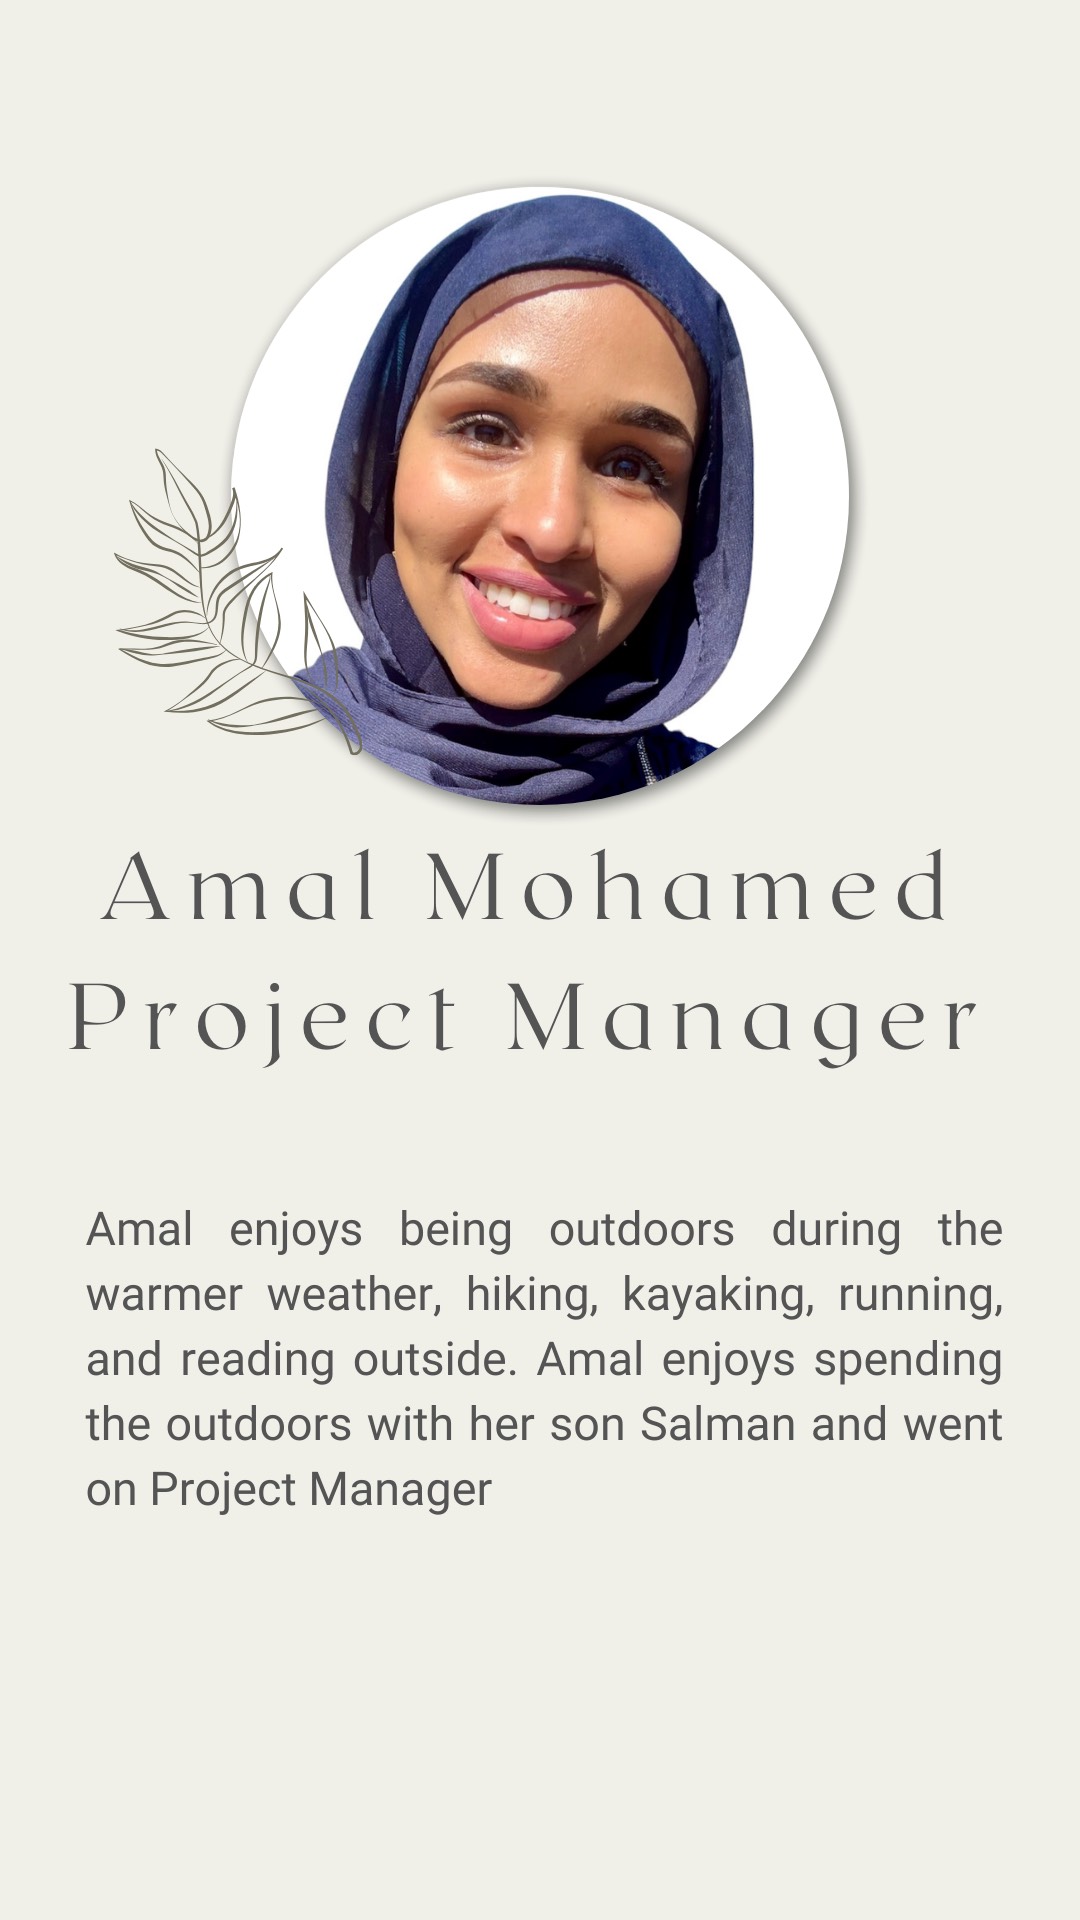 Amal Mohamed
Project Manager
Amal enjoys being outdoors during the
warmer weather, hiking, kayaking, running,
and reading outside. Amal enjoys spending
the outdoors with her son Salman and went
on Project Manager